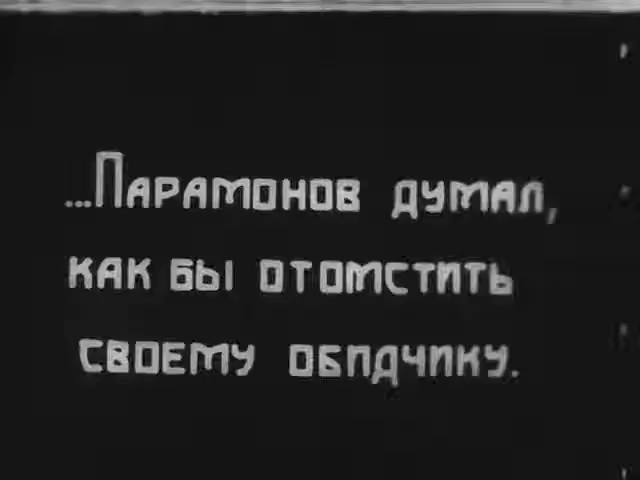 ...Парамонов думал,
как бы отомстить
своему обидчику.